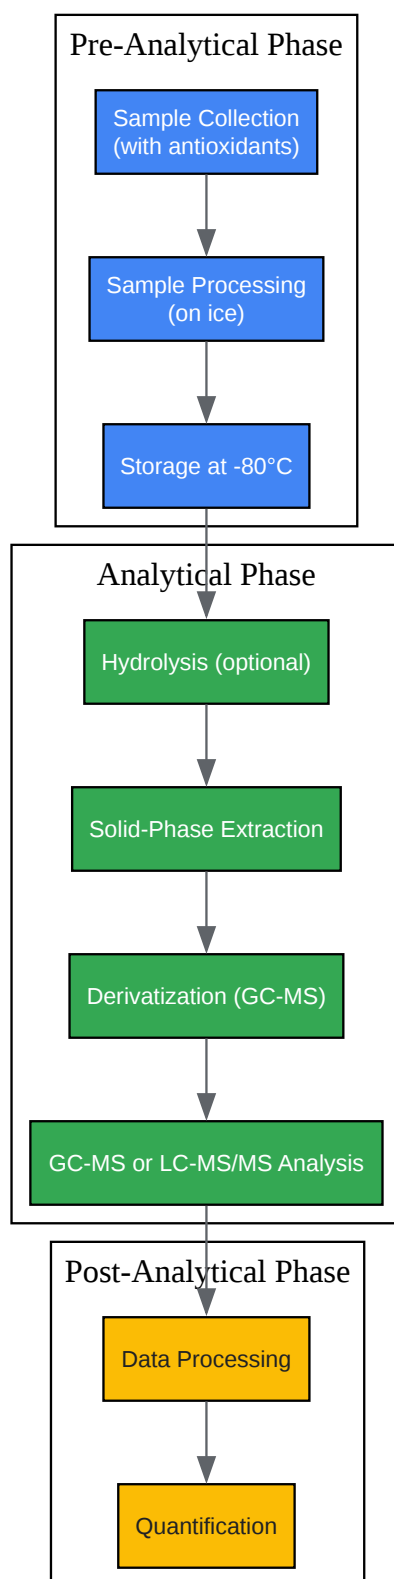 Pre-Analytical Phase
Sample Collection
(with antioxidants)
Sample Processing
(on ice)
Storage at -80°C
Analytical Phase
Hydrolysis (optional)
Solid-Phase Extraction
Derivatization (GC-MS)
GC-MS or LC-MS/MS Analysis
Post-Analytical Phase
Data Processing
Quantification